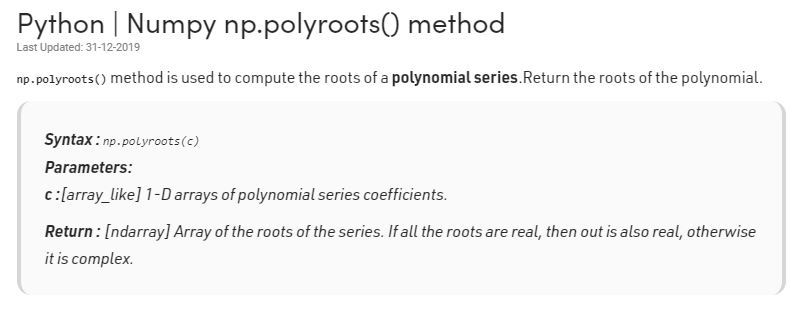 Python | Numpy np.polyroots() method
Last Updated: 31-12-2019
np.polyroots() method is used to compute the roots of a polynomial series.Return the roots of the polynomial.
Syntax : np.polyroots(c)
Parameters:
c :[array_like] 1-D arrays of polynomial series coefficients.
Return : [ndarray] Array of the roots of the series. If all the roots are real, then out is also real, otherwise
it is complex.